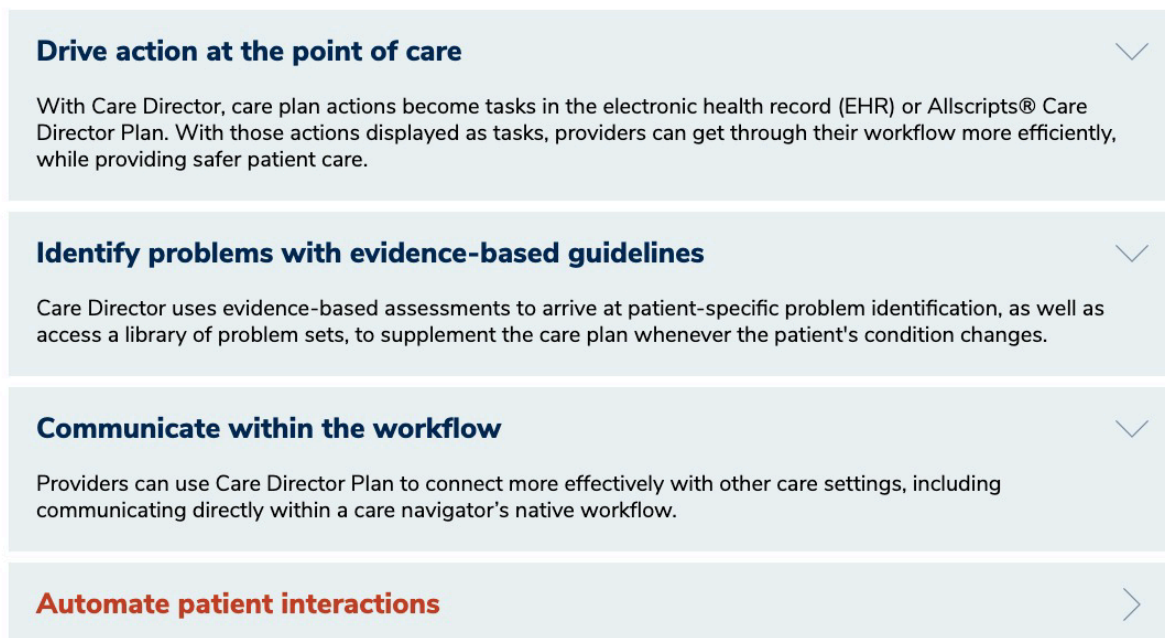 Drive action at the point of care
With Care Director, care plan actions become tasks in the electronic health record (EHR) or Allscripts® Care
Director Plan. With those actions displayed as tasks, providers can get through their workflow more efficiently,
while providing safer patient care.
Identify problems with evidence-based guidelines
Care Director uses evidence-based assessments to arrive at patient-specific problem identification, as well as
access a library of problem sets, to supplement the care plan whenever the patient's condition changes.
Communicate within the workflow
Providers can use Care Director Plan to connect more effectively with other care settings, including
communicating directly within a care navigator’s native workflow.
Automate patient interactions